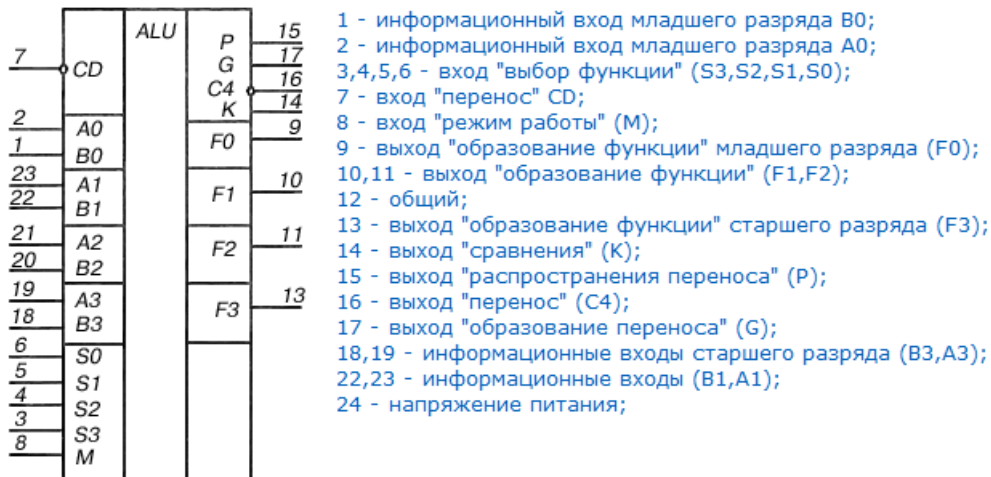 ALU
7
CD
2
A0
1
B0
23
A1
22
B1
21
A2
20
B2
19
A3
18
B3
6
S0
5
S1
4
S2
3
S3
8
M
P
15
G
17
C4
16
K
14
F0
9
F1
10
F2
11
F3
13
1 - информационный вход младшего разряда B0;
2 - информационный вход младшего разряда A0;
3,4,5,6 - вход "выбор функции" (S3,S2,S1,S0);
7 - вход "перенос" CD;
8 - вход "режим работы" (M);
9 - выход "образование функции" младшего разряда (F0);
10,11 - выход "образование функции" (F1,F2);
12 - общий;
13 - выход "образование функции" старшего разряда (F3);
14 - выход "сравнения" (K);
15 - выход "распространения переноса" (P);
16 - выход "перенос" (C4);
17 - выход "образование переноса" (G);
18,19 - информационные входы старшего разряда (B3,A3);
22,23 - информационные входы (B1,A1);
24 - напряжение питания;